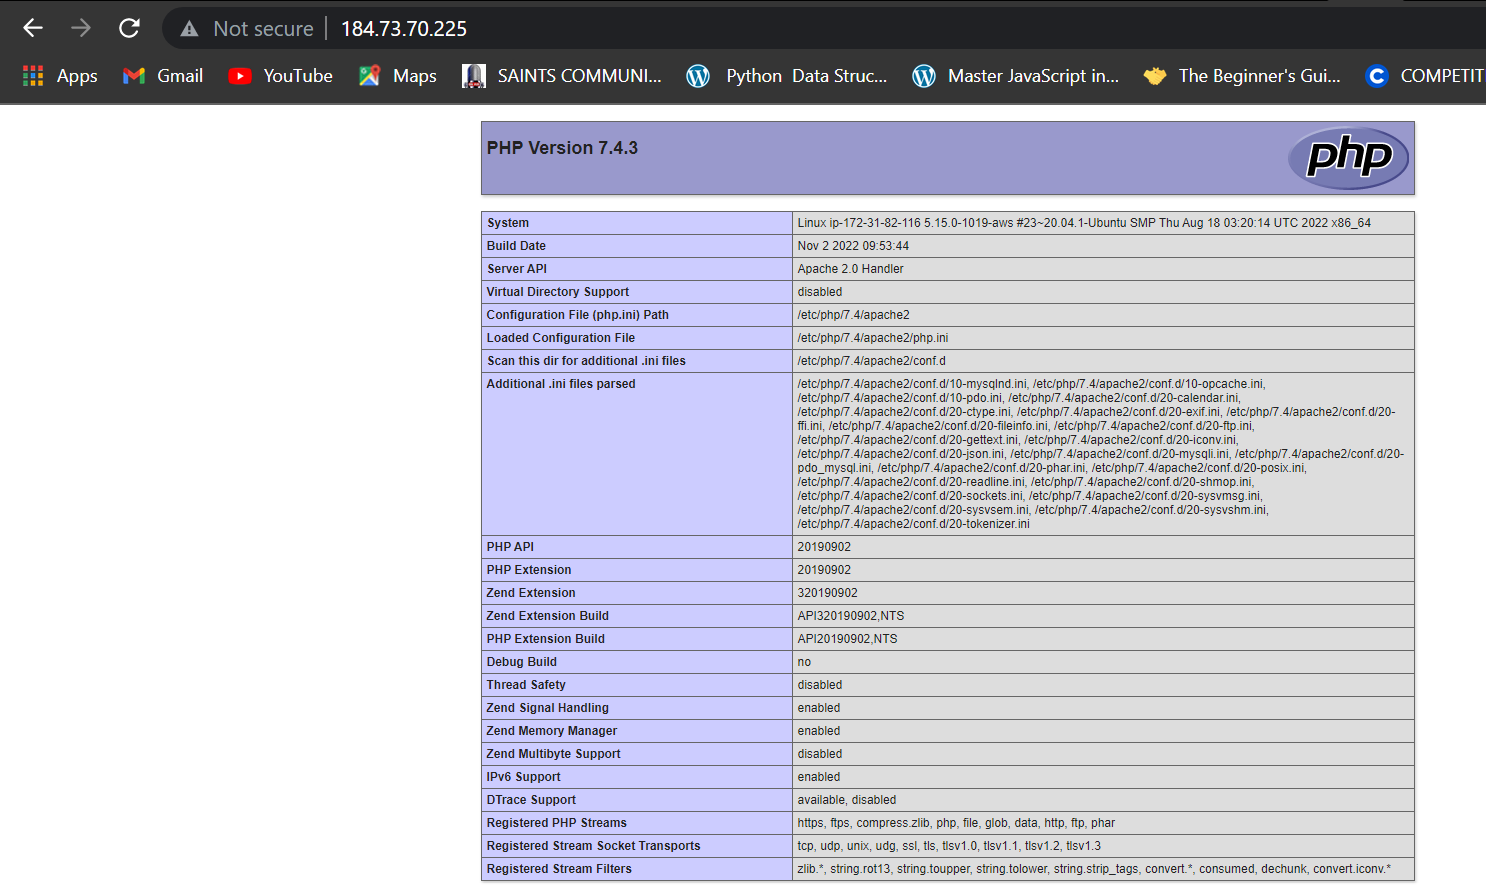 Not secure | 184.73.70.225
Apps Gmail YouTube Maps SAINTS COMMUNI... Python Data Struc... Master JavaScript in... The Beginner's Gui... C COMPETIT
PHP Version 7.4.3 php
System Linux ip-172-31-82-116 5.15.0-1019-aws #23~20.04.1-Ubuntu SMP Thu Aug 18 03:20:14 UTC 2022 x86_64
Build Date Nov 2 2022 09:53:44
Server API Apache 2.0 Handler
Virtual Directory Support disabled
Configuration File (php.ini) Path /etc/php/7.4/apache2
Loaded Configuration File /etc/php/7.4/apache2/php.ini
Scan this dir for additional .ini files /etc/php/7.4/apache2/conf.d
Additional .ini files parsed /etc/php/7.4/apache2/conf.d/10-mysqlnd.ini, /etc/php/7.4/apache2/conf.d/10-opcache.ini,
/etc/php/7.4/apache2/conf.d/10-pdo.ini, /etc/php/7.4/apache2/conf.d/20-calendar.ini,
/etc/php/7.4/apache2/conf.d/20-ctype.ini, /etc/php/7.4/apache2/conf.d/20-exif.ini, /etc/php/7.4/apache2/conf.d/20-
ffi.ini, /etc/php/7.4/apache2/conf.d/20-fileinfo.ini, /etc/php/7.4/apache2/conf.d/20-ftp.ini,
/etc/php/7.4/apache2/conf.d/20-gettext.ini, /etc/php/7.4/apache2/conf.d/20-iconv.ini,
/etc/php/7.4/apache2/conf.d/20-json.ini, /etc/php/7.4/apache2/conf.d/20-mysqli.ini, /etc/php/7.4/apache2/conf.d/20-
pdo_mysql.ini, /etc/php/7.4/apache2/conf.d/20-phar.ini, /etc/php/7.4/apache2/conf.d/20-posix.ini,
/etc/php/7.4/apache2/conf.d/20-readline.ini, /etc/php/7.4/apache2/conf.d/20-shmop.ini,
/etc/php/7.4/apache2/conf.d/20-sockets.ini, /etc/php/7.4/apache2/conf.d/20-sysvmsg.ini,
/etc/php/7.4/apache2/conf.d/20-sysvsem.ini, /etc/php/7.4/apache2/conf.d/20-sysvshm.ini,
/etc/php/7.4/apache2/conf.d/20-tokenizer.ini
PHP API 20190902
PHP Extension 20190902
Zend Extension 320190902
Zend Extension Build API320190902,NTS
PHP Extension Build API20190902,NTS
Debug Build no
Thread Safety disabled
Zend Signal Handling enabled
Zend Memory Manager enabled
Zend Multibyte Support disabled
IPv6 Support enabled
DTrace Support available, disabled
Registered PHP Streams https, ftps, compress.zlib, php, file, glob, data, http, ftp, phar
Registered Stream Socket Transports tcp, udp, unix, udg, ssl, tls, tlsv1.0, tlsv1.1, tlsv1.2, tlsv1.3
Registered Stream Filters zlib.*, string.rot13, string.toupper, string.tolower, string.strip_tags, convert.*, consumed, dechunk, convert.iconv.*